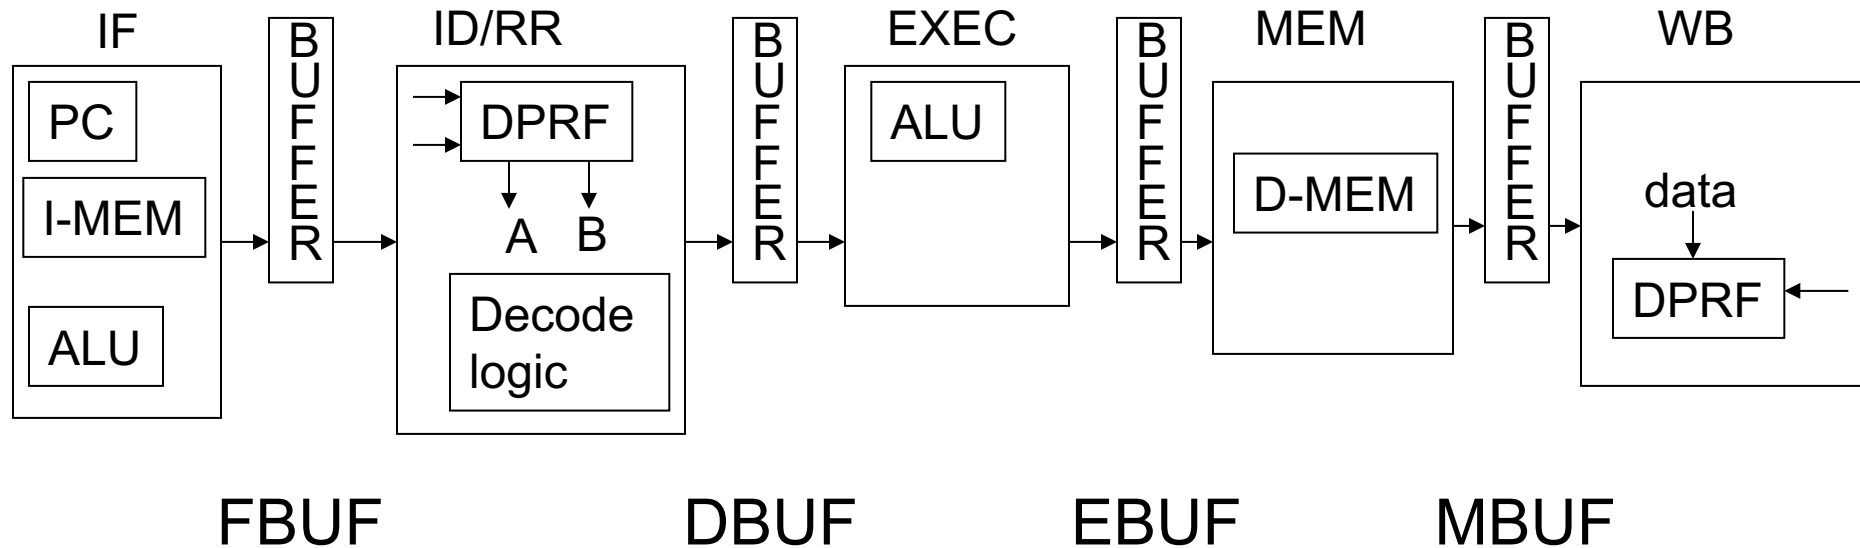 IF
BUFFER
ID/RR
BUFFER
EXEC
BUFFER
MEM
BUFFER
WB
PC
I-MEM
ALU
DPRF
A B
Decode
logic
ALU
D-MEM
data
DPRF
FBUF
DBUF
EBUF
MBUF